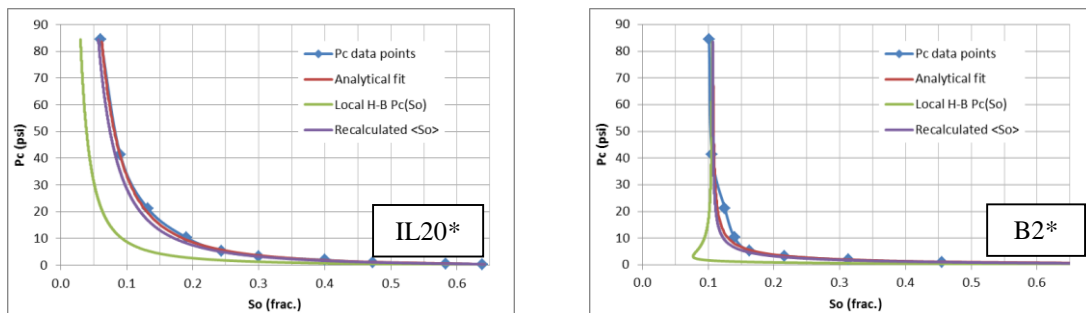 90
80
70
60
50
40
30
20
10
0
Pc (psi)
0.0 0.1 0.2 0.3 0.4 0.5 0.6
So (frac.)
Pc data points
Analytical fit
Local H-B Pc(So)
Recalculated <So>
IL20*
90
80
70
60
50
40
30
20
10
0
Pc (psi)
0.0 0.1 0.2 0.3 0.4 0.5 0.6
So (frac.)
Pc data points
Analytical fit
Local H-B Pc(So)
Recalculated <So>
B2*